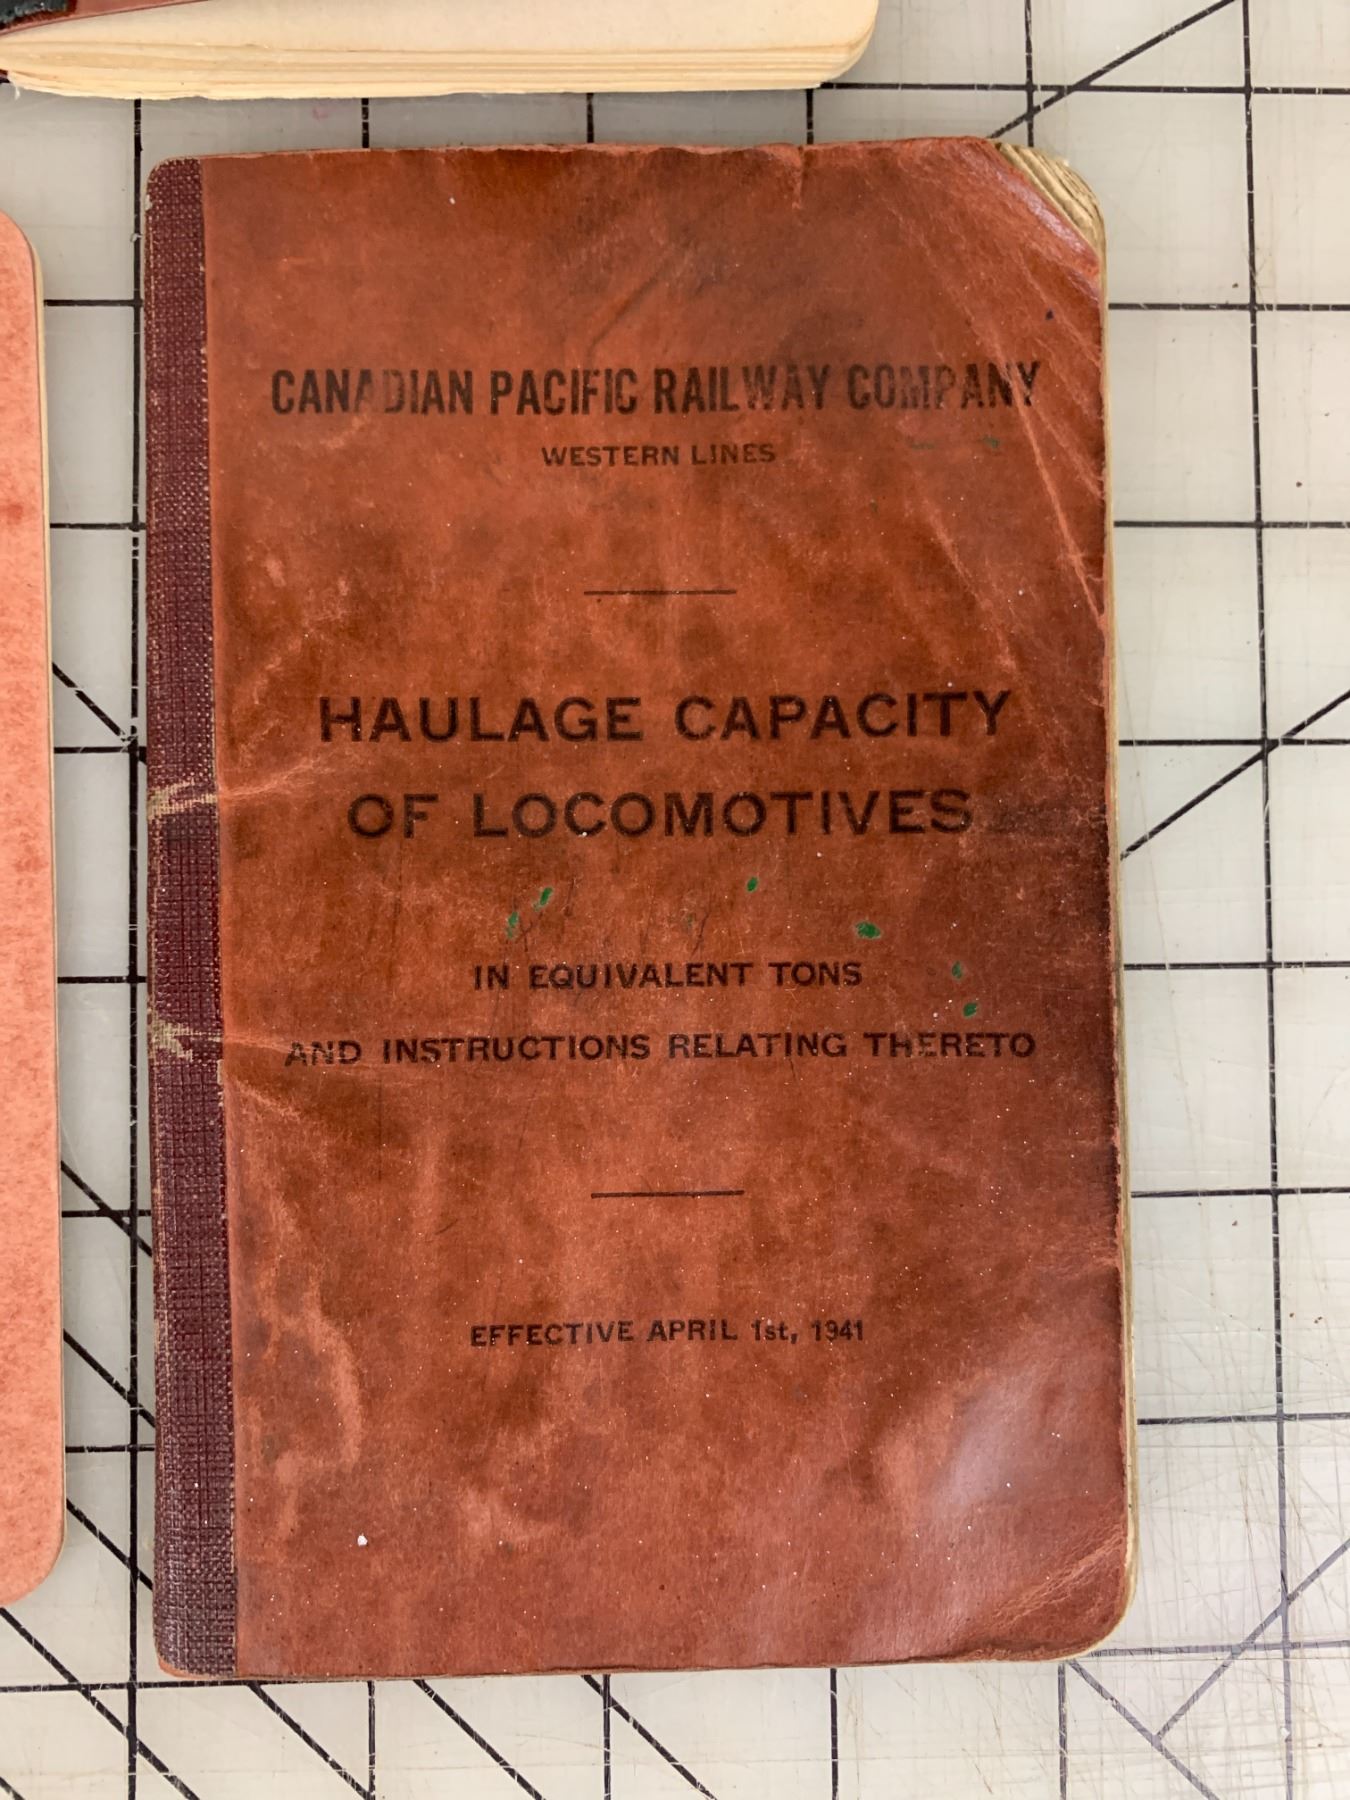 CANADIAN PACIFIC RAILWAY COMPANY
WESTERN LINES
HAULAGE CAPACITY
OF LOCOMOTIVES
IN EQUIVALENT TONS
AND INSTRUCTIONS RELATING THERETO
EFFECTIVE APRIL 1st, 1941